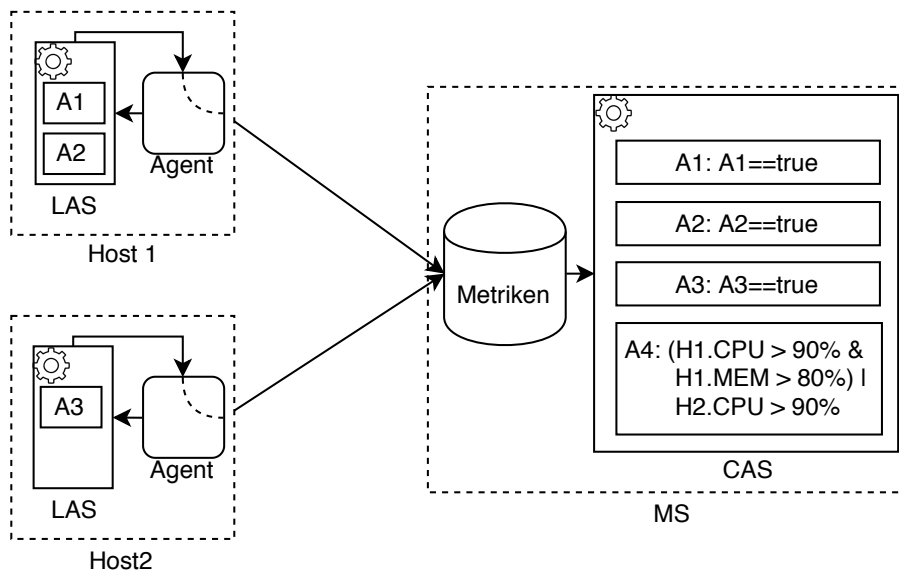 A1
A2
LAS
Agent
Host 1
A3
LAS
Agent
Host2
Metriken
A1: A1==true
A2: A2==true
A3: A3==true
A4: (H1.CPU > 90% &
H1.MEM > 80%) |
H2.CPU > 90%
CAS
MS